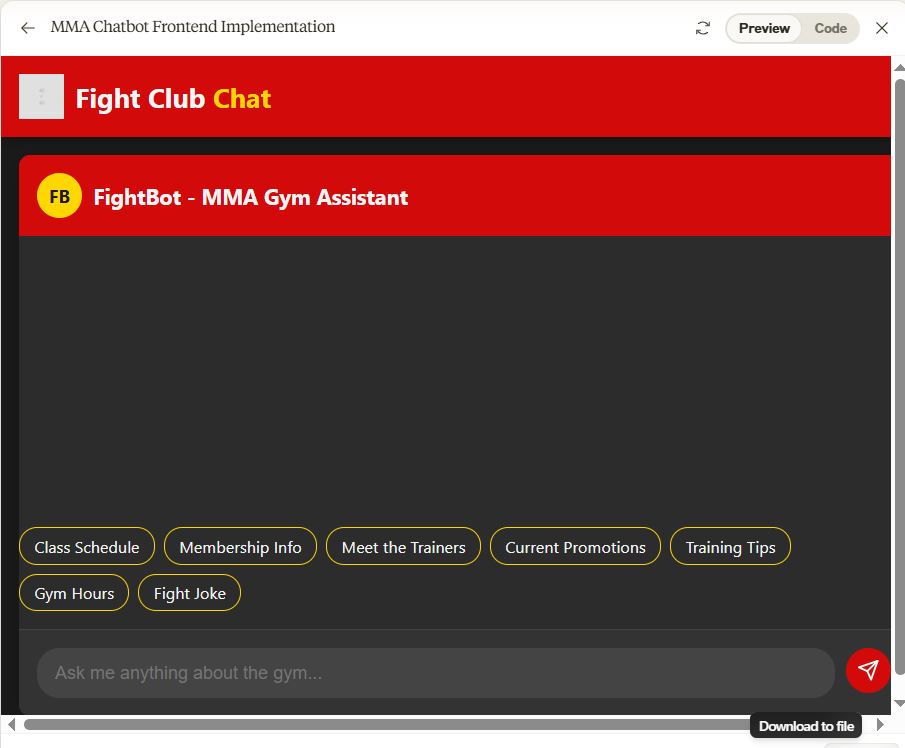 MMA Chatbot Frontend Implementation
Preview Code
Fight Club Chat
FB FightBot - MMA Gym Assistant
Class Schedule Membership Info Meet the Trainers Current Promotions Training Tips
Gym Hours Fight Joke
Ask me anything about the gym...
Download to file